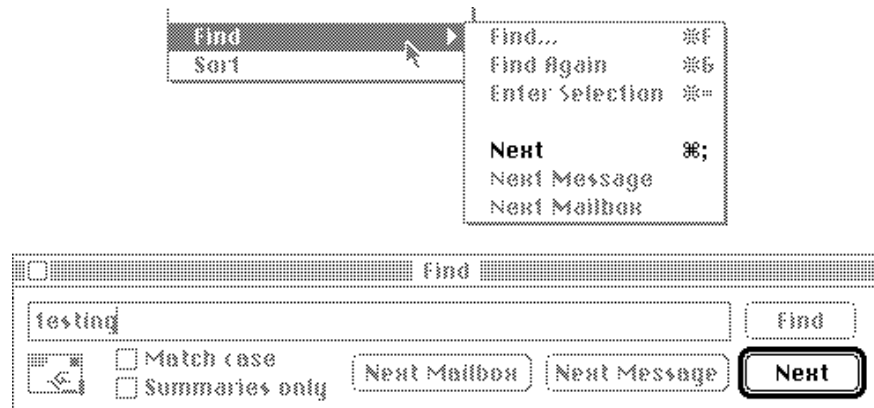 Find
Sort
Find... ⌘F
Find Again ⌘G
Enter Selection ⌘=
Next ⌘;
Next Message
Next Mailbox
Find
testing
Find
Match case
Summaries only
Next Mailbox
Next Message
Next